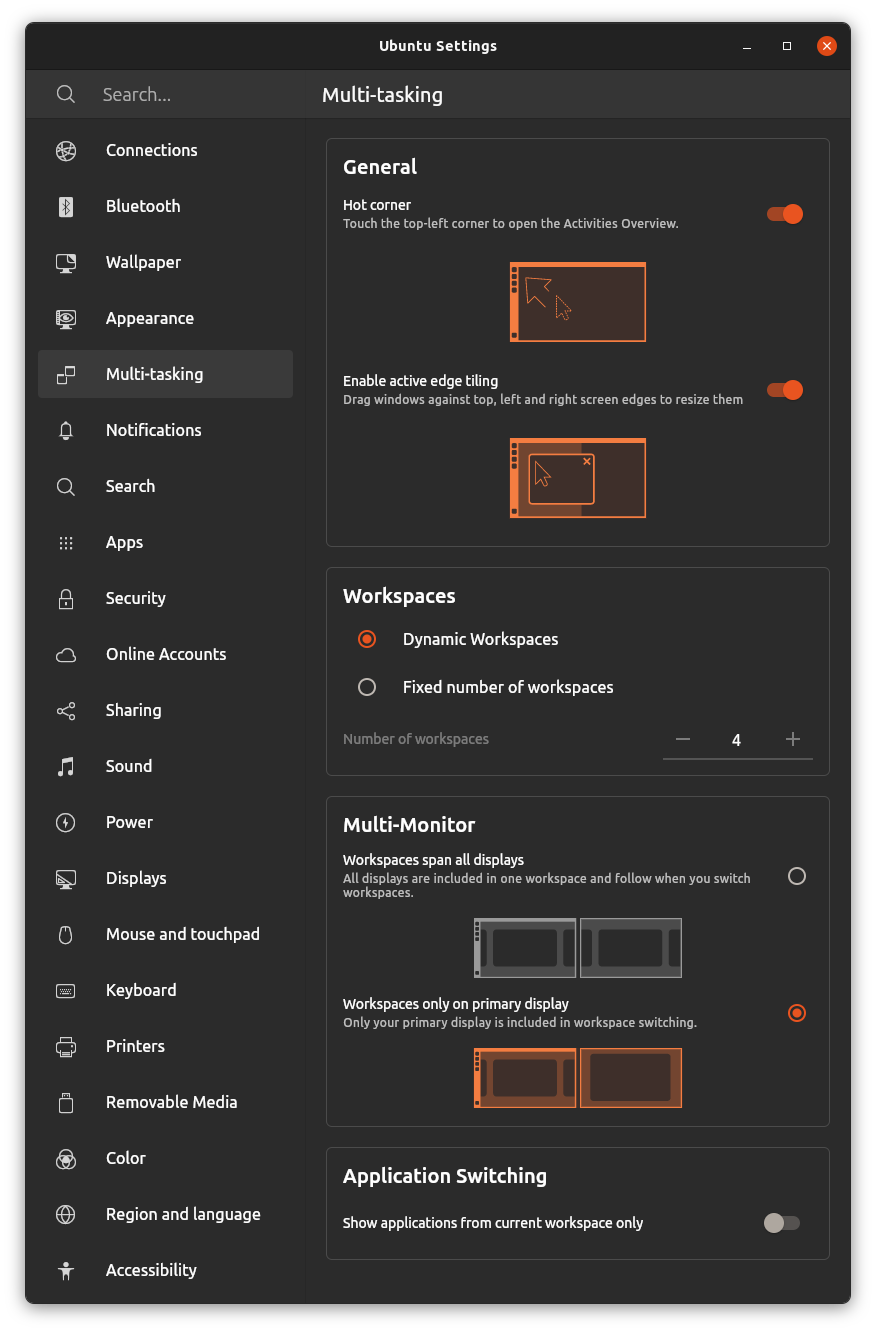 Ubuntu Settings
Search...
Multi-tasking
Connections
Bluetooth
Wallpaper
Appearance
Multi-tasking
Notifications
Search
Apps
Security
Online Accounts
Sharing
Sound
Power
Displays
Mouse and touchpad
Keyboard
Printers
Removable Media
Color
Region and language
Accessibility
General
Hot corner
Touch the top-left corner to open the Activities Overview.
Enable active edge tiling
Drag windows against top, left and right screen edges to resize them
Workspaces
Dynamic Workspaces
Fixed number of workspaces
Number of workspaces
4
Multi-Monitor
Workspaces span all displays
All displays are included in one workspace and follow when you switch
workspaces.
Workspaces only on primary display
Only your primary display is included in workspace switching.
Application Switching
Show applications from current workspace only